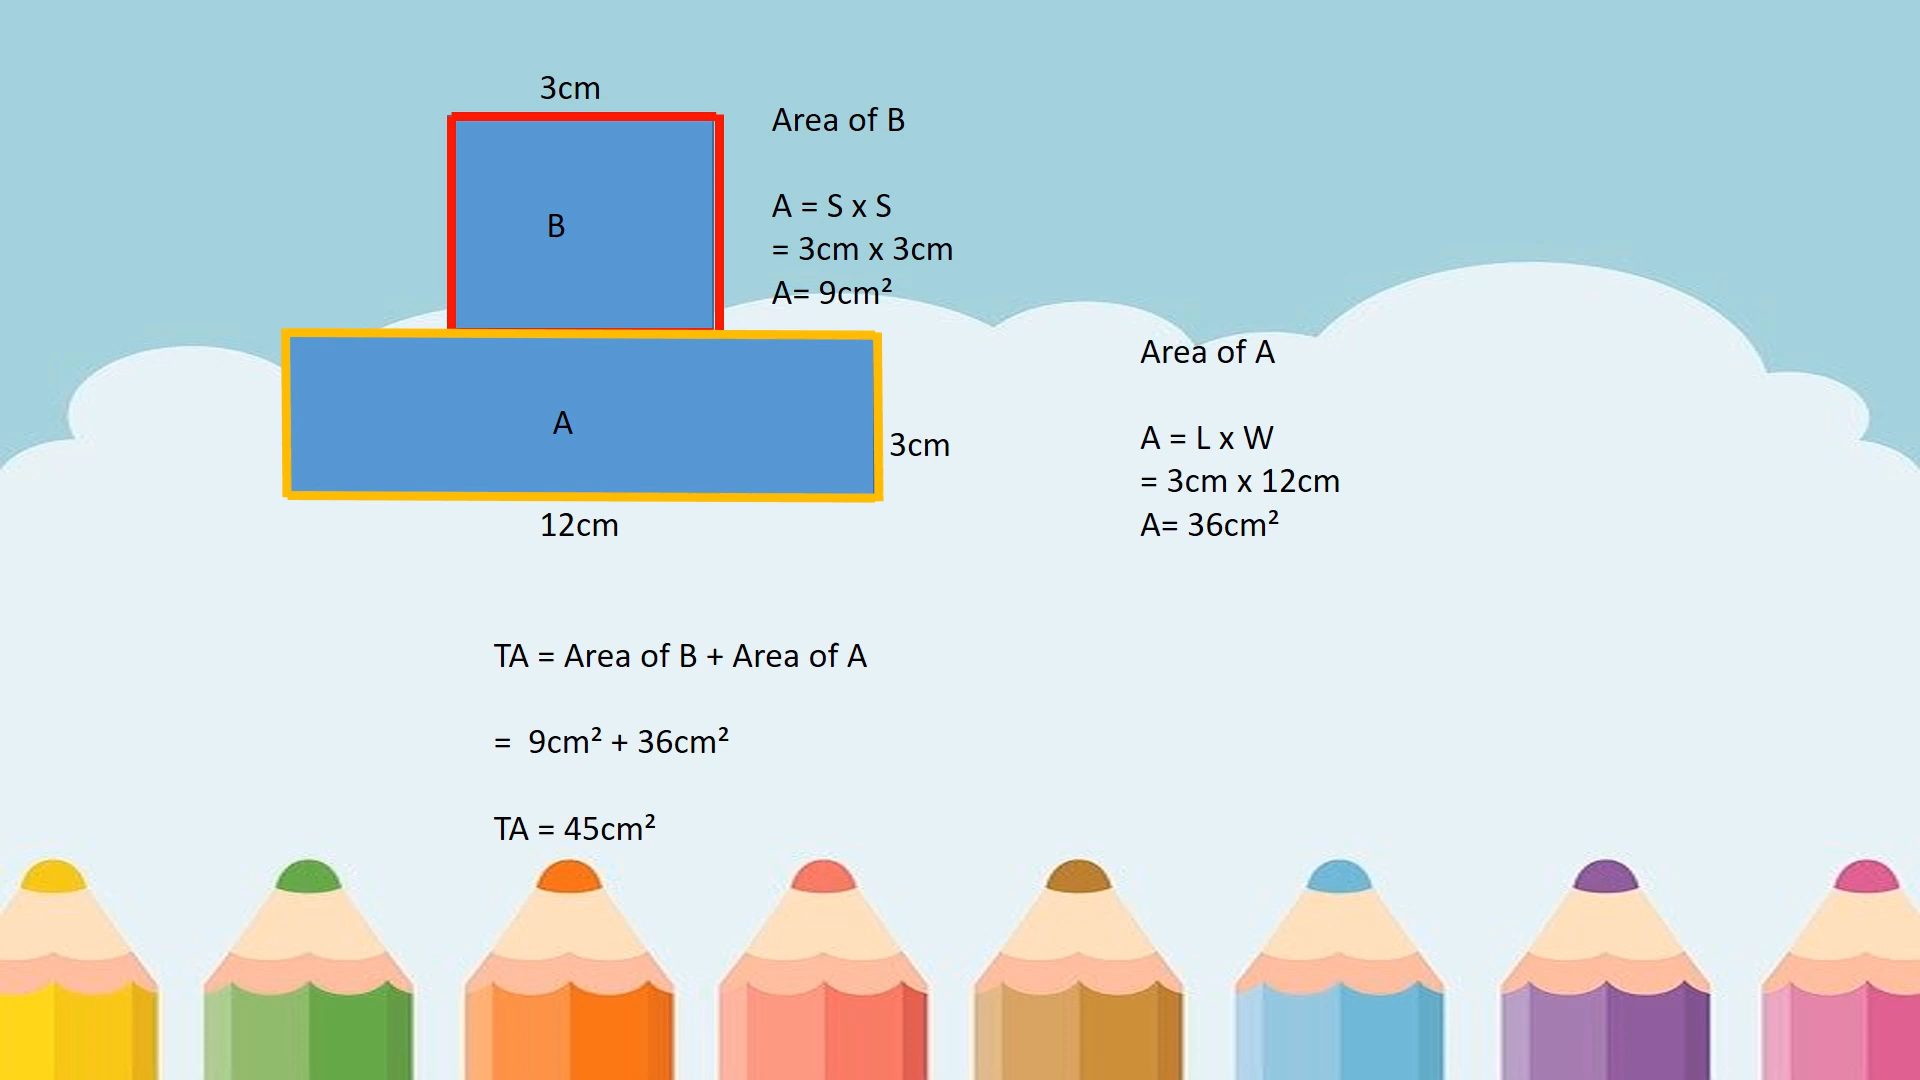 3cm
B
Area of B
A = S x S
= 3cm x 3cm
A= 9cm²
A
3cm
12cm
Area of A
A = L x W
= 3cm x 12cm
A= 36cm²
TA = Area of B + Area of A
=  9cm² + 36cm²
TA = 45cm²